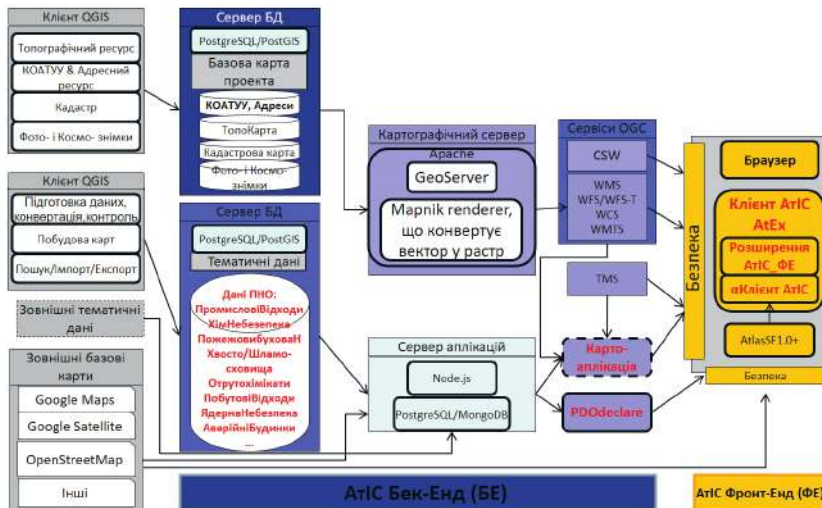 Клієнт QGIS
Топографічний ресурс
КОАТУУ & Адресний
ресурс
Кадастр
Фото- і Космо- знімки
Клієнт QGIS
Підготовка даних,
конвертація,контроль
Побудова карт
Пошук/Імпорт/Експорт
Зовнішні тематичні
дані
Зовнішні базові
карти
Google Maps
Google Satellite
OpenStreetMap
Інші
Сервер БД
PostgreSQL/PostGIS
Базова карта
проекта
КОАТУУ, Адреси
ТопоКарта
Кадастрова карта
Фото- і Космо-
знімки
Сервер БД
PostgreSQL/PostGIS
Тематичні дані
Дані ПНО:
ПромисловіВідходи
ХімНебезепека
ПожежовибуховаН
Хвосто/Шламо-
сховища
Отрутохімікати
ПобутовіВідходи
ЯдернаНебезпека
АварійніБудинки
...
Картографічний сервер
Apache
GeoServer
Mapnik renderer,
що конвертує
вектор у растр
Сервер аплікацій
Node.js
PostgreSQL/MongoDB
Сервіси OGC
CSW
WMS
WFS/WFS-T
WCS
WMTS
TMS
Карто-
аплікація
PDOdeclare
Безпека
Браузер
Клієнт АтІС
AtEx
Розширення
АтІС_ФЕ
αКлієнт АтІС
AtlasSF1.0+
Безпека
АтІС Бек-Енд (БЕ)
АтІС Фронт-Енд (ФЕ)